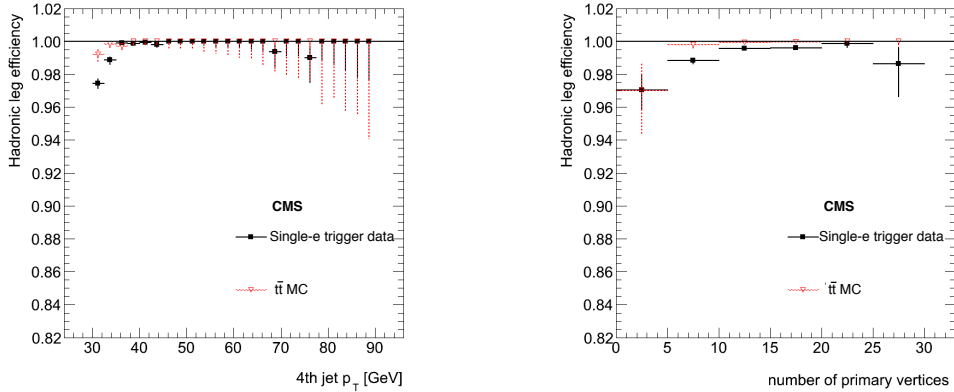 Hadronic leg efficiency
1.00
0.98
0.96
0.94
0.92
0.90
0.88
0.86
0.84
0.82
CMS
Single-e trigger data
tt̄ MC
30 40 50 60 70 80 90
4th jet p_T [GeV]
Hadronic leg efficiency
1.00
0.98
0.96
0.94
0.92
0.90
0.88
0.86
0.84
0.82
CMS
Single-e trigger data
tt̄ MC
0 5 10 15 20 25 30
number of primary vertices